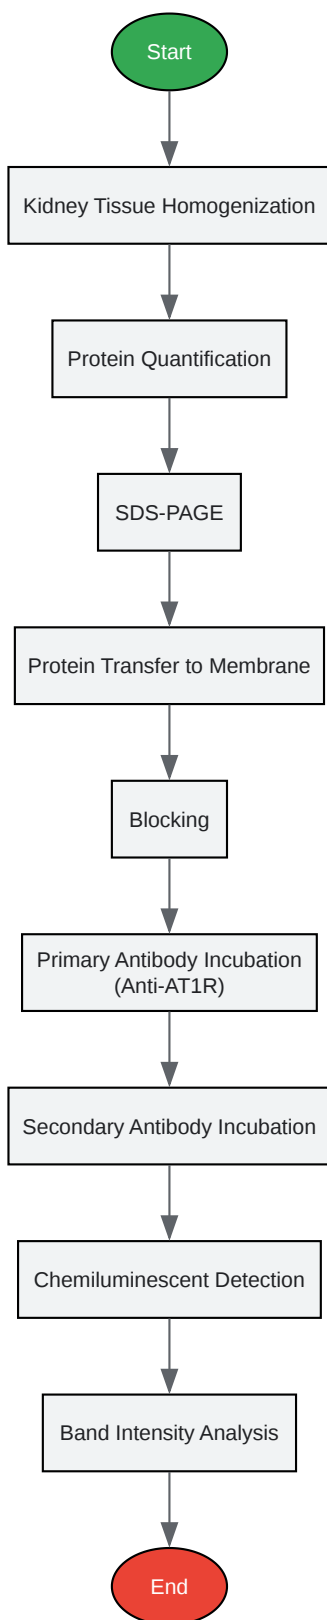 Start
Kidney Tissue Homogenization
Protein Quantification
SDS-PAGE
Protein Transfer to Membrane
Blocking
Primary Antibody Incubation
(Anti-AT1R)
Secondary Antibody Incubation
Chemiluminescent Detection
Band Intensity Analysis
End